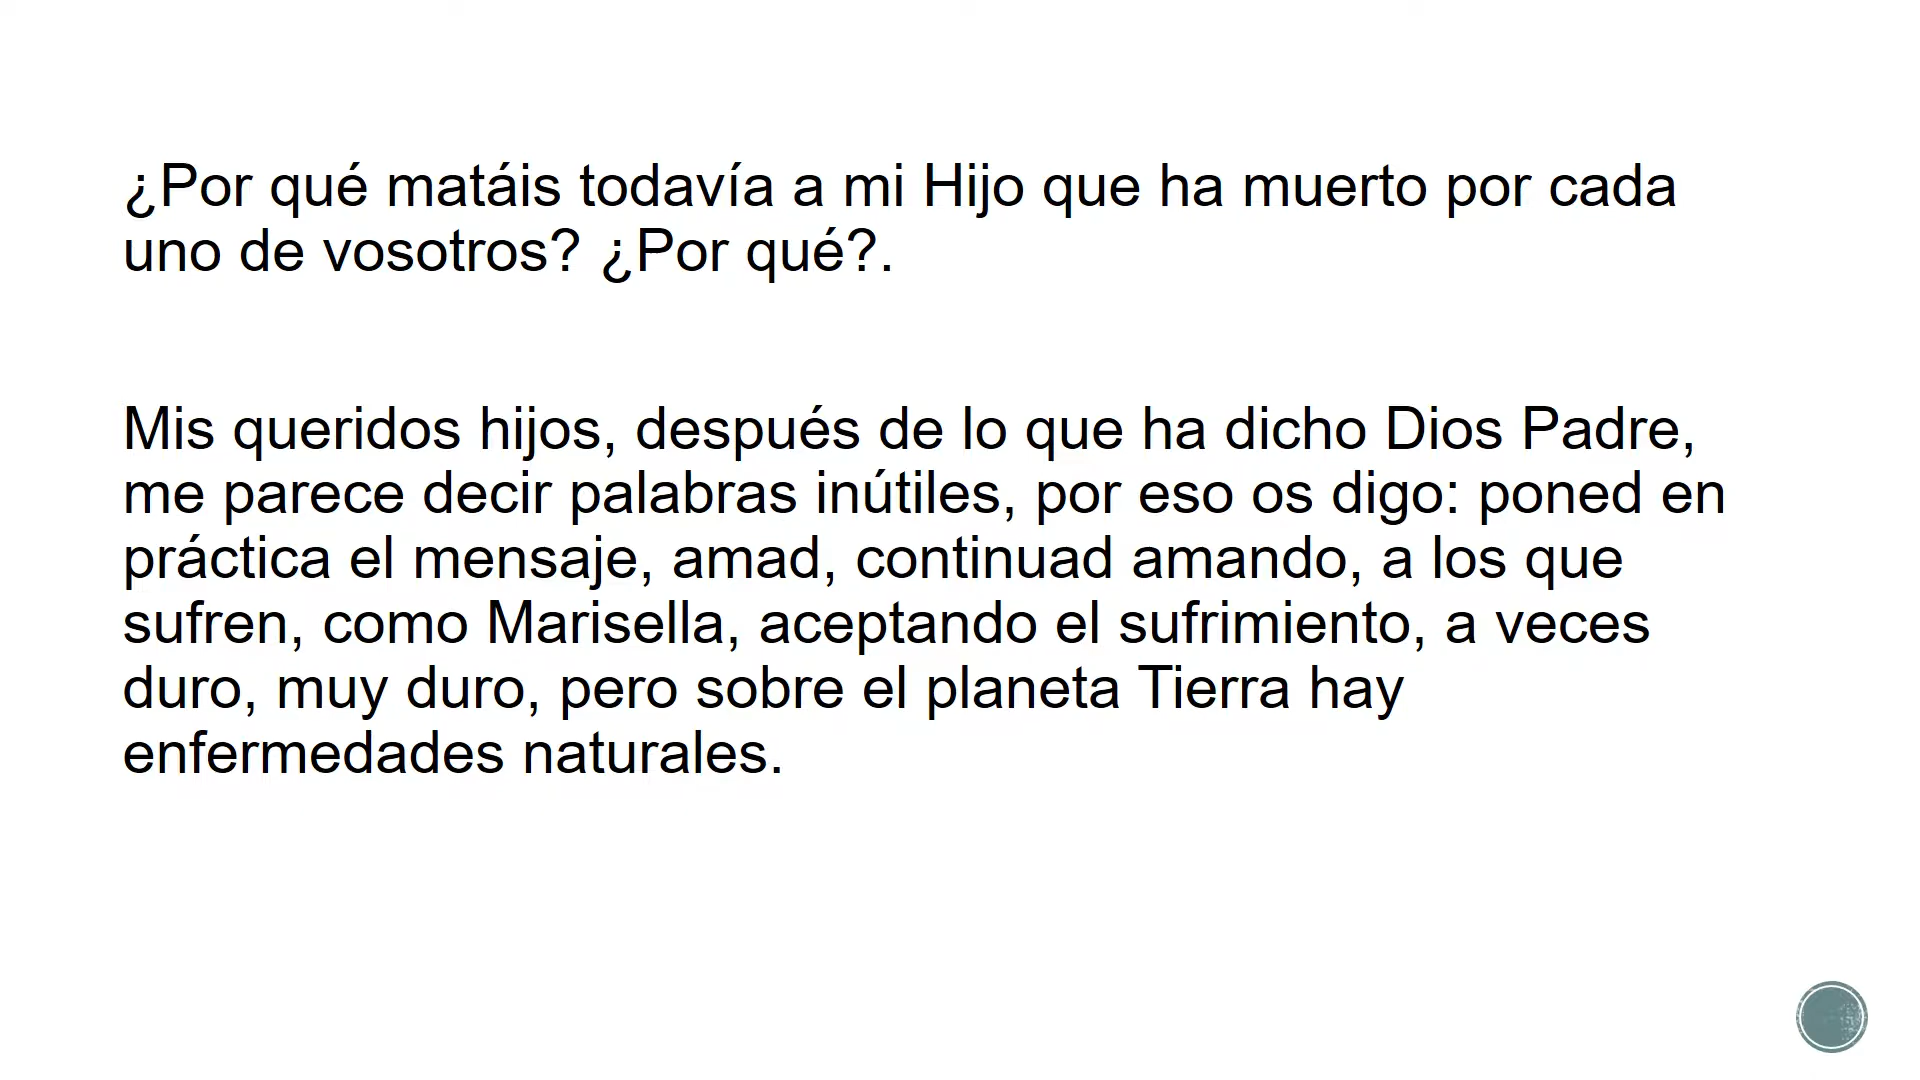 ¿Por qué matáis todavía a mi Hijo que ha muerto por cada
uno de vosotros? ¿Por qué?.
Mis queridos hijos, después de lo que ha dicho Dios Padre,
me parece decir palabras inútiles, por eso os digo: poned en
práctica el mensaje, amad, continuad amando, a los que
sufren, como Marisella, aceptando el sufrimiento, a veces
duro, muy duro, pero sobre el planeta Tierra hay
enfermedades naturales.